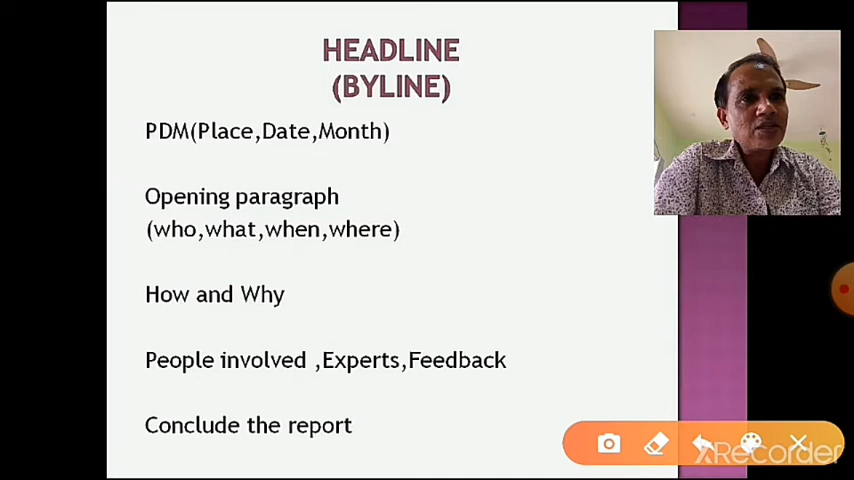 HEADLINE
(BYLINE)
PDM(Place,Date,Month)
Opening paragraph
(who,what,when,where)
How and Why
People involved ,Experts,Feedback
Conclude the report
XRecorder